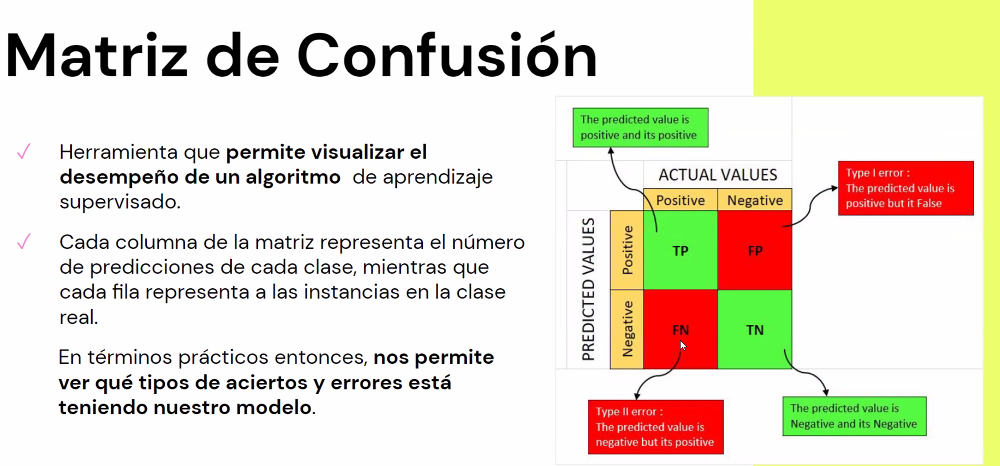 Matriz de Confusión
Herramienta que permite visualizar el
desempeño de un algoritmo de aprendizaje
supervisado.
Cada columna de la matriz representa el número
de predicciones de cada clase, mientras que
cada fila representa a las instancias en la clase
real.
En términos prácticos entonces, nos permite
ver qué tipos de aciertos y errores está
teniendo nuestro modelo.
The predicted value is
positive and its positive
ACTUAL VALUES
Positive
Negative
Type I error :
The predicted value is
positive but it False
PREDICTED VALUES
Positive
TP
FP
Negative
FN
TN
Type II error :
The predicted value is
negative but its positive
The predicted value is
Negative and its Negative